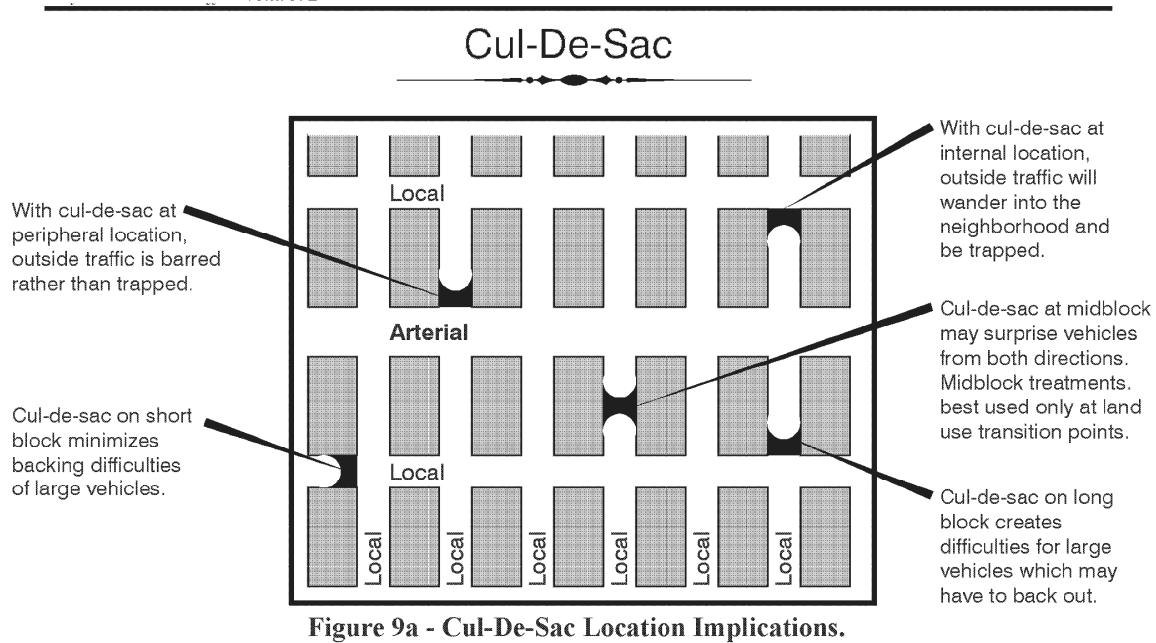 Cul-De-Sac
With cul-de-sac at
internal location,
outside traffic will
wander into the
neighborhood and
be trapped.
Local
With cul-de-sac at
peripheral location,
outside traffic is barred
rather than trapped.
Arterial
Cul-de-sac at midblock
may surprise vehicles
from both directions.
Midblock treatments.
best used only at land
use transition points.
Cul-de-sac on short
block minimizes
backing difficulties
of large vehicles.
Local
Cul-de-sac on long
block creates
difficulties for large
vehicles which may
have to back out.
Local
Local
Local
Local
Local
Local
Figure 9a - Cul-De-Sac Location Implications.